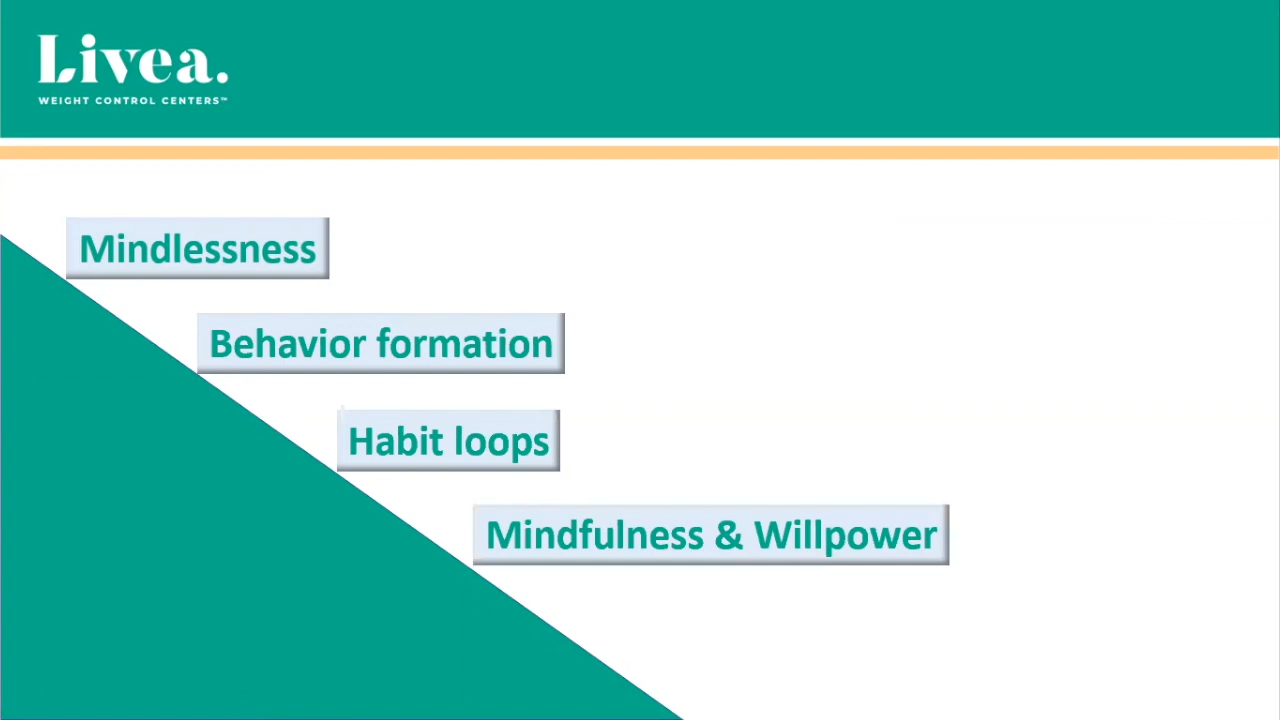 Livea.
WEIGHT CONTROL CENTERS™
Mindlessness
Behavior formation
Habit loops
Mindfulness & Willpower